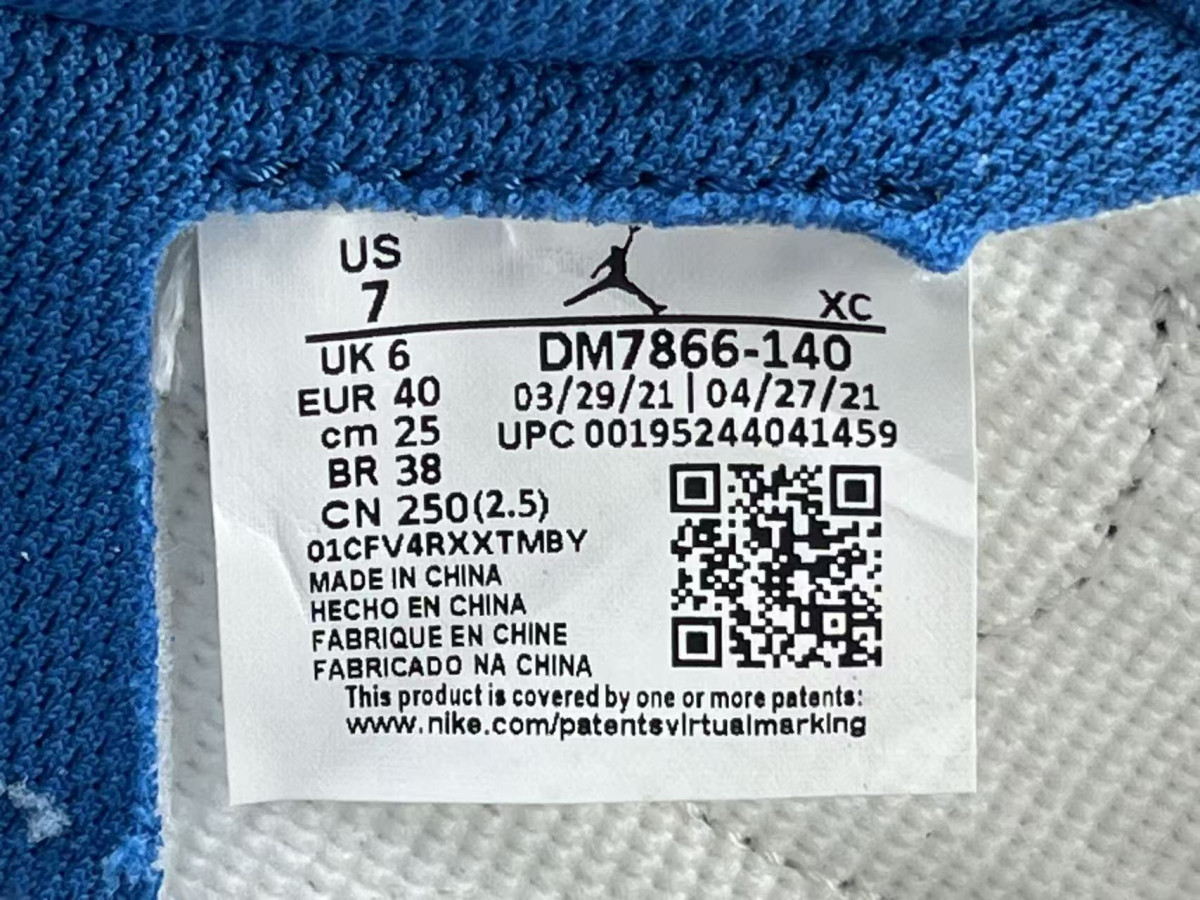 US
7
XC
UK 6
EUR 40
cm 25
BR 38
CN 250(2.5)
DM7866-140
03/29/21 | 04/27/21
UPC 00195244041459
01CFV4RXXTMBY
MADE IN CHINA
HECHO EN CHINA
FABRIQUE EN CHINE
FABRICADO NA CHINA
This product is covered by one or more patents:
www.nike.com/patentsvirtualmarking